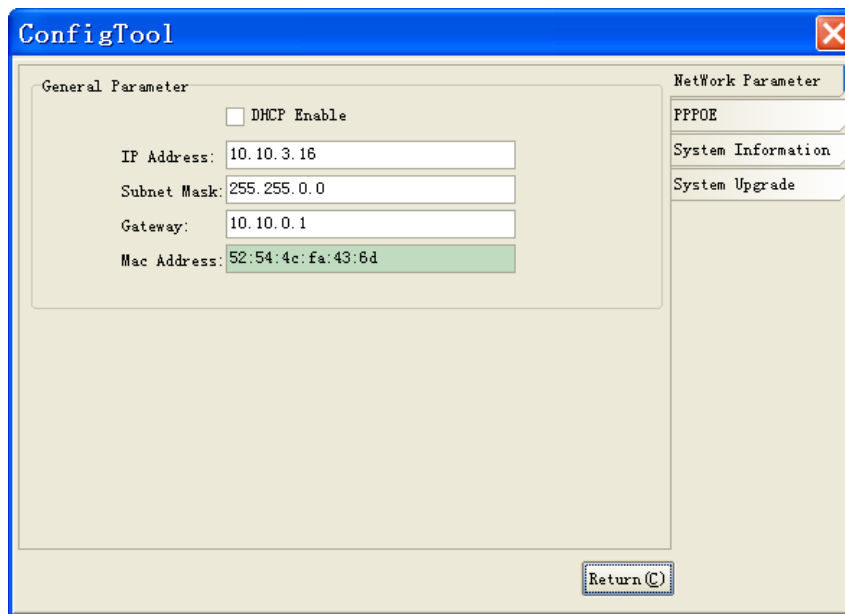 ConfigTool
General Parameter
DHCP Enable
IP Address: 10.10.3.16
Subnet Mask: 255.255.0.0
Gateway: 10.10.0.1
Mac Address: 52:54:4c:fa:43:6d
NetWork Parameter
PPPOE
System Information
System Upgrade
Return(C)